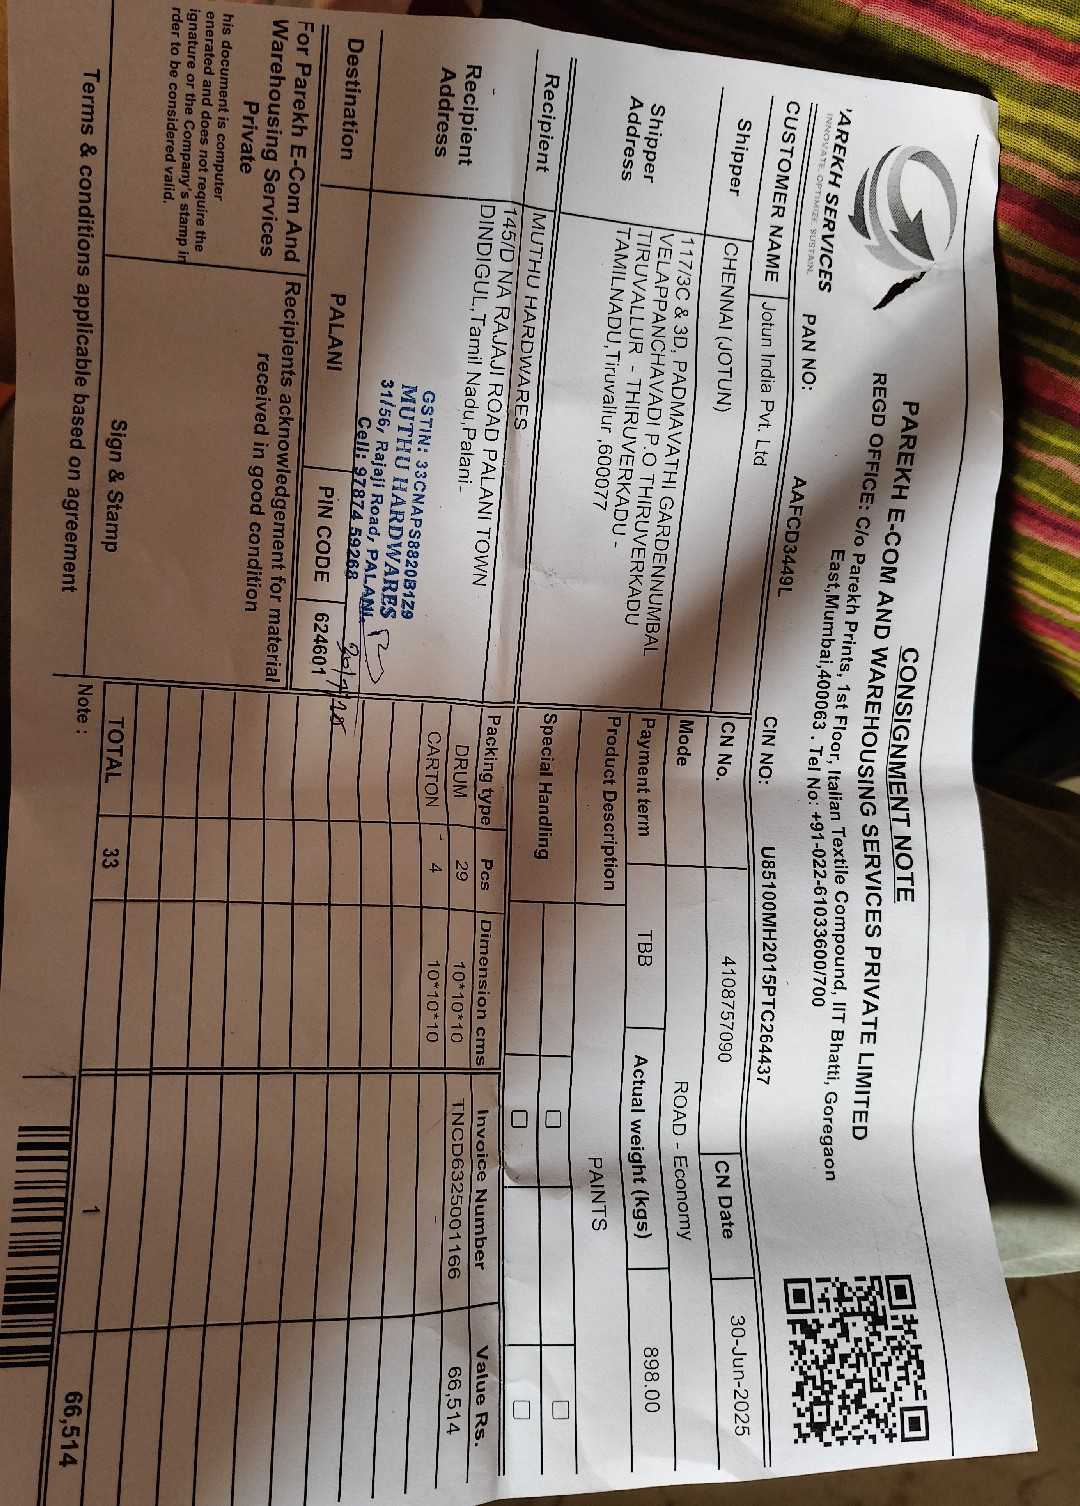 CONSIGNMENT NOTE
PAREKH E-COM AND WAREHOUSING SERVICES PRIVATE LIMITED
REGD OFFICE: C/o Parekh Prints, 1st Floor, Italian Textile Compound, IIT Bhatti, Goregaon
East,Mumbai,400063 . Tel No: +91-022-61033600/700
'AREKH SERVICES
INNOVATE. OPTIMIZE. SUSTAIN.
PAN NO: AAFCD3449L CIN NO: U85100MH2015PTC264437
CUSTOMER NAME Jotun India Pvt. Ltd
CN No. 4108757090 CN Date 30-Jun-2025
Shipper CHENNAI (JOTUN)
Mode ROAD - Economy
Shipper Address
117/3C & 3D, PADMAVATHI GARDENNUMBAL
VELAPPANCHAVADI P.O THIRUVERKADU
TIRUVALLUR - THIRUVERKADU -
TAMILNADU,Tiruvallur ,600077
Payment term TBB Actual weight (kgs) 898.00
Product Description PAINTS
Recipient MUTHU HARDWARES
Special Handling
Recipient Address
145/D NA RAJAJI ROAD PALANI TOWN
DINDIGUL,Tamil Nadu,Palani-
GSTIN: 33CNAPS8820B1Z9
MUTHU HARDWARES
31/56, Rajaji Road, PALANI.
Cell: 97874 59268
Packing type Pcs Dimension cms Invoice Number Value Rs.
DRUM 29 10*10*10 TNCD6325001166 66,514
CARTON - 4 10*10*10 -
Destination PALANI PIN CODE 624601
For Parekh E-Com And
Warehousing Services
Private
his document is computer
enerated and does not require the
ignature or the Company's stamp in
rder to be considered valid.
Recipients acknowledgement for material
received in good condition
Sign & Stamp
TOTAL 33 1 66,514
Terms & conditions applicable based on agreement
Note :